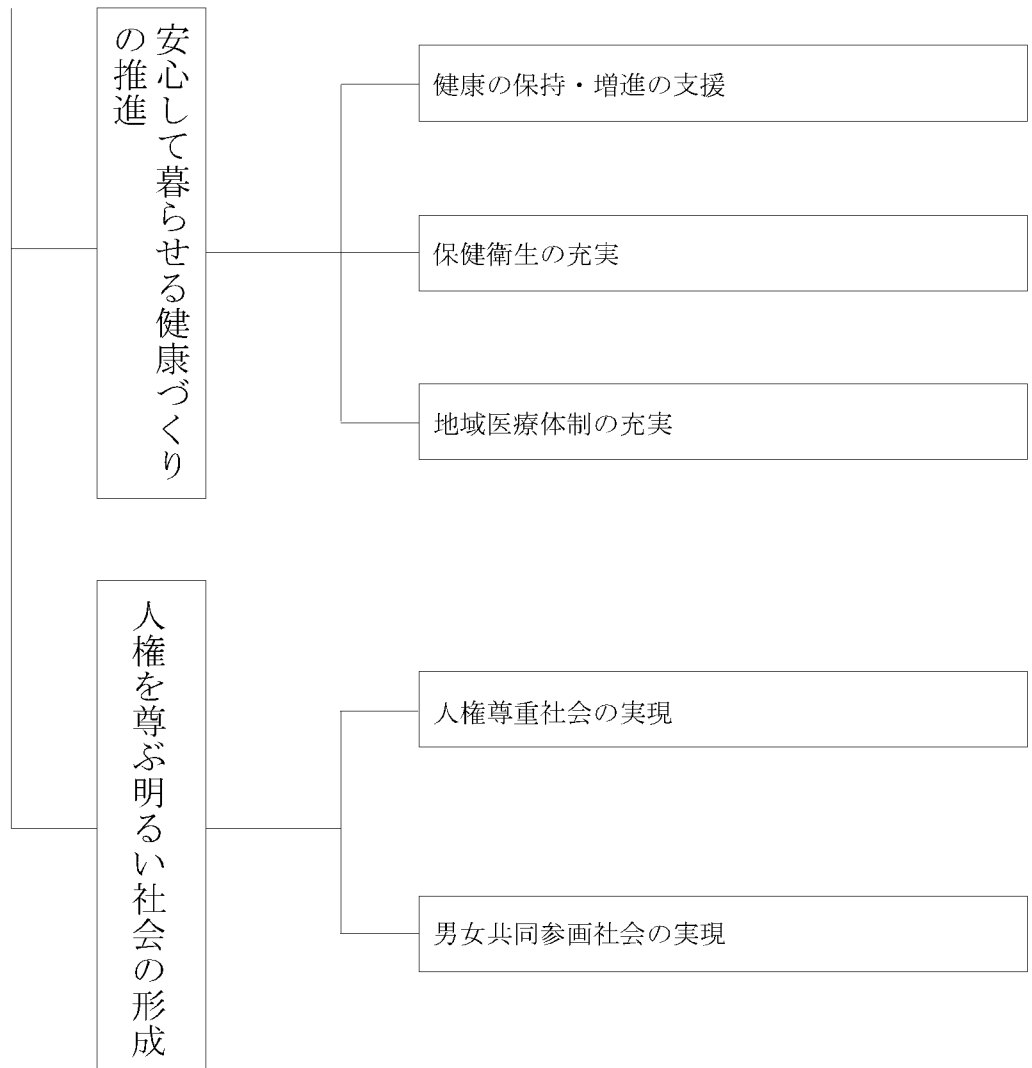 安心して暮らせる健康づくり
の推進
健康の保持・増進の支援
保健衛生の充実
地域医療体制の充実
人権を尊ぶ明るい社会の形成
人権尊重社会の実現
男女共同参画社会の実現